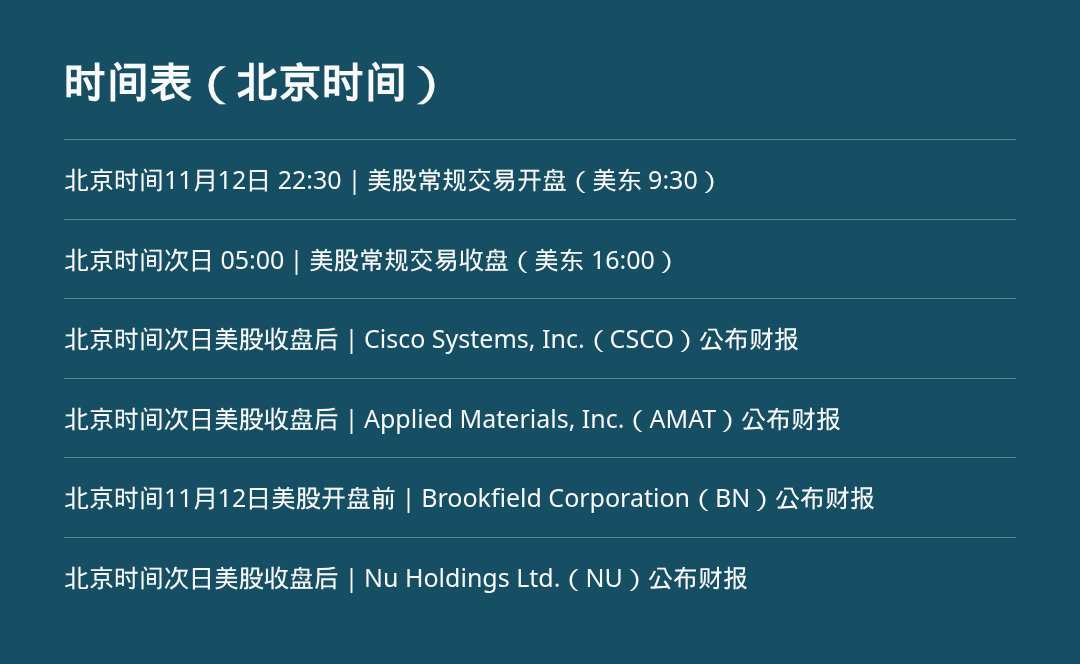 时间表（北京时间）
北京时间11月12日 22:30 | 美股常规交易开盘（美东 9:30）
北京时间次日 05:00 | 美股常规交易收盘（美东 16:00）
北京时间次日美股收盘后 | Cisco Systems, Inc.（CSCO）公布财报
北京时间次日美股收盘后 | Applied Materials, Inc.（AMAT）公布财报
北京时间11月12日美股开盘前 | Brookfield Corporation（BN）公布财报
北京时间次日美股收盘后 | Nu Holdings Ltd.（NU）公布财报